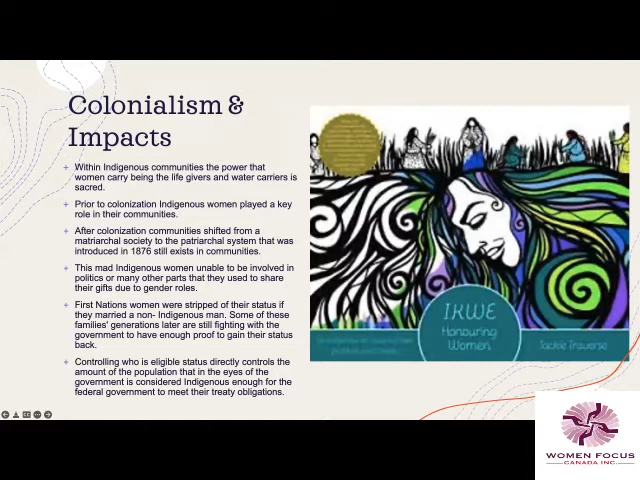 Colonialism &
Impacts
+ Within Indigenous communities the power that
women carry being the life givers and water carriers is
sacred.
+ Prior to colonization Indigenous women played a key
role in their communities.
+ After colonization communities shifted from a
matriarchal society to the patriarchal system that was
introduced in 1876 still exists in communities.
+ This mad Indigenous women unable to be involved in
politics or many other parts that they used to share
their gifts due to gender roles.
+ First Nations women were stripped of their status if
they married a non- Indigenous man. Some of these
families' generations later are still fighting with the
government to have enough proof to gain their status
back.
+ Controlling who is eligible status directly controls the
amount of the population that in the eyes of the
government is considered Indigenous enough for the
federal government to meet their treaty obligations.
IKWE
Honouring
Women
Jackie Traverse
WOMEN FOCUS
CANADA INC.